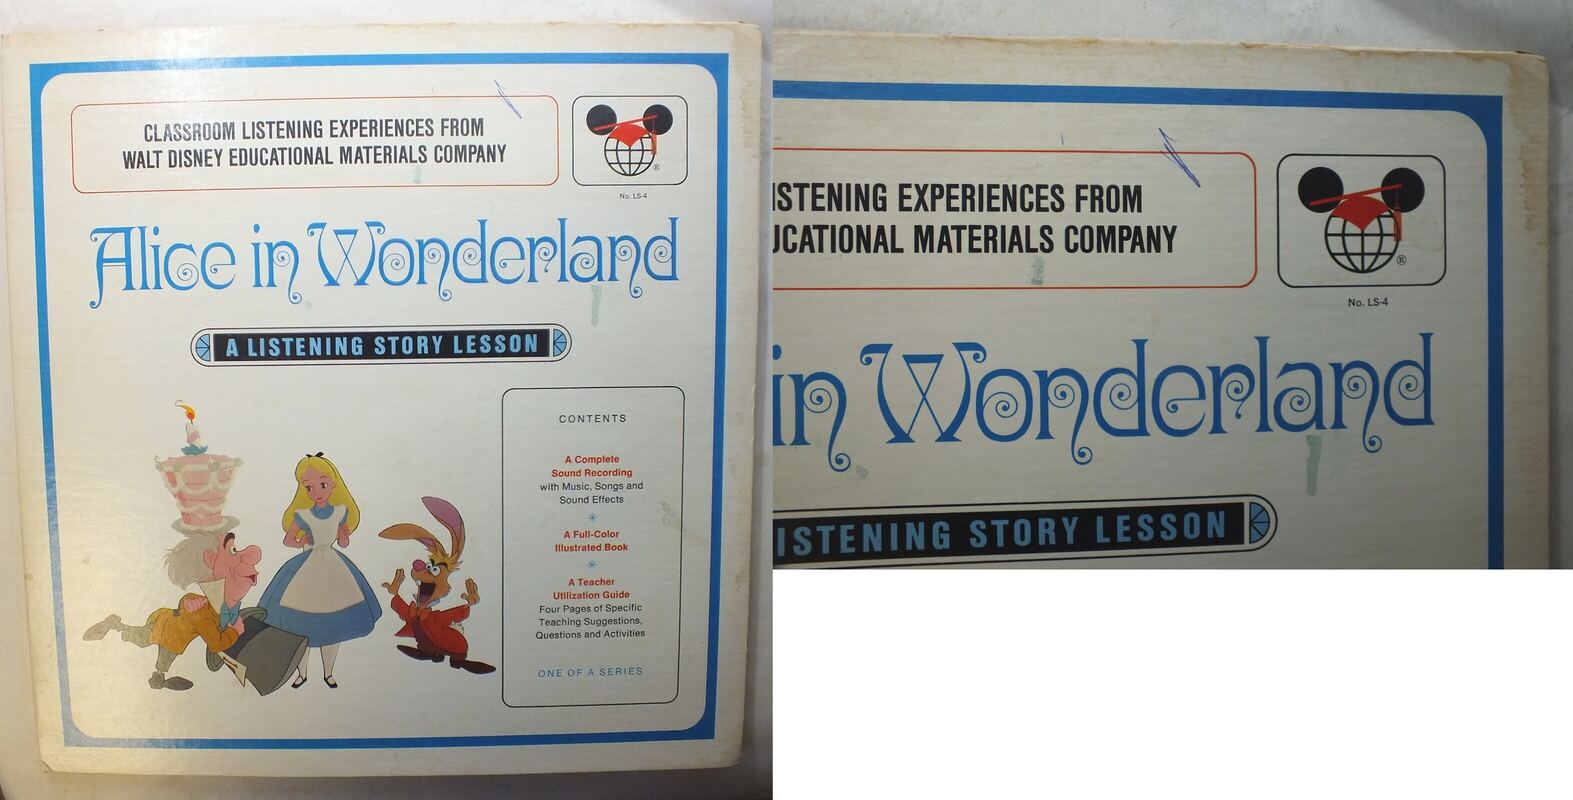 CLASSROOM LISTENING EXPERIENCES FROM
WALT DISNEY EDUCATIONAL MATERIALS COMPANY
®
No. LS-4
Alice in Wonderland
A LISTENING STORY LESSON
CONTENTS
A Complete
Sound Recording
with Music, Songs and
Sound Effects
A Full-Color
Illustrated Book
A Teacher
Utilization Guide
Four Pages of Specific
Teaching Suggestions,
Questions and Activities
ONE OF A SERIES
ISTENING EXPERIENCES FROM
UCATIONAL MATERIALS COMPANY
®
No. LS-4
in Wonderland
ISTENING STORY LESSON